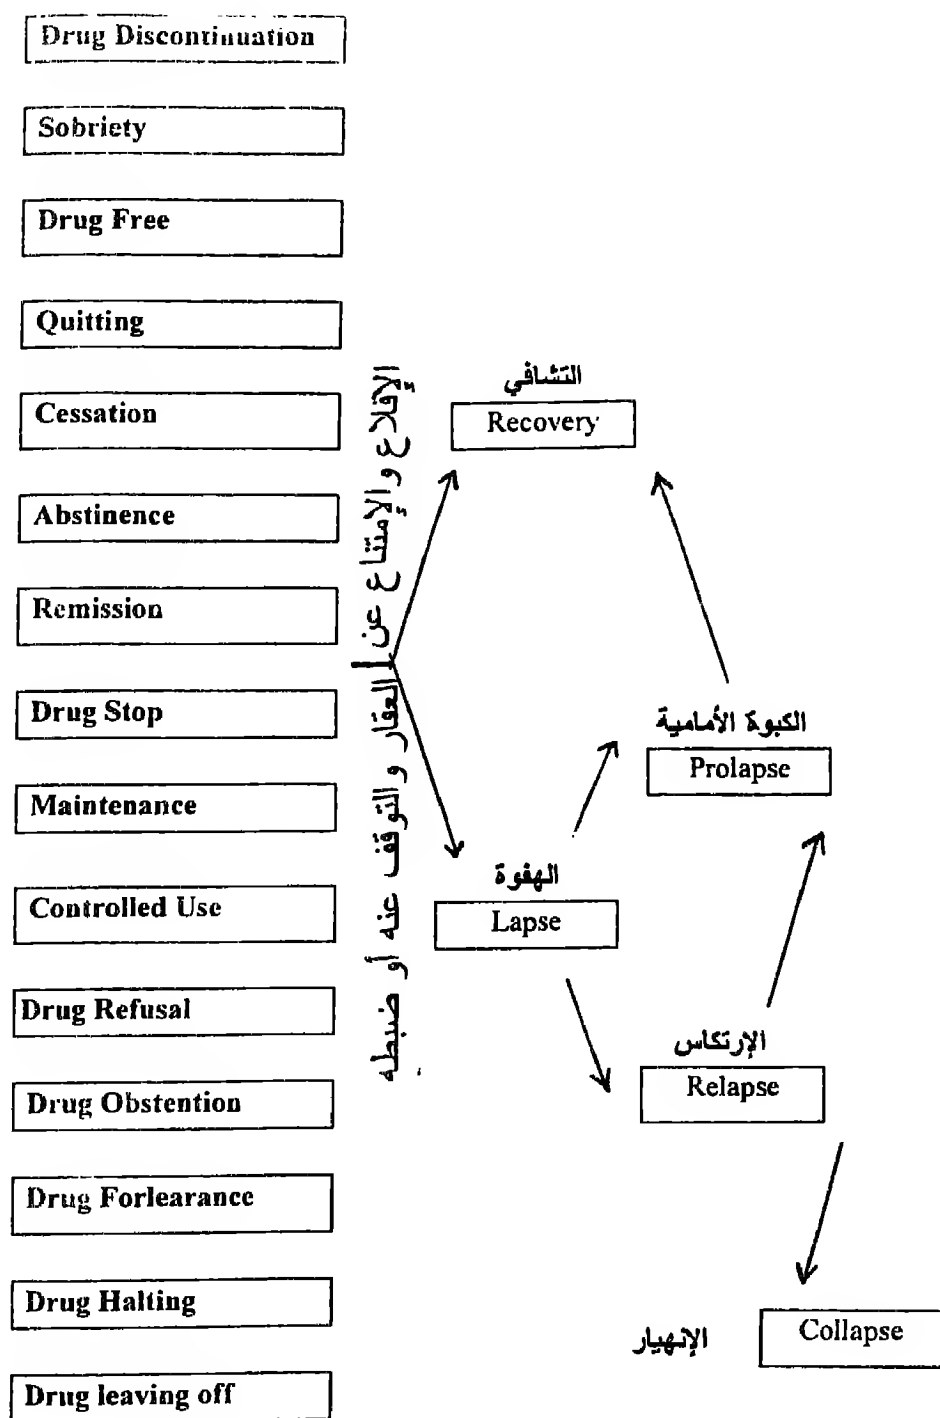 Drug Discontinuation
Sobriety
Drug Free
Quitting
Cessation
Abstinence
Remission
Drug Stop
Maintenance
Controlled Use
Drug Refusal
Drug Obstention
Drug Forlearance
Drug Halting
Drug leaving off
الإقلاع والإمتناع عن العقار والتوقف عنه أو ضبطه
التشافي
Recovery
الكبوة الأمامية
Prolapse
الهفوة
Lapse
الإرتكاس
Relapse
الإنهيار
Collapse